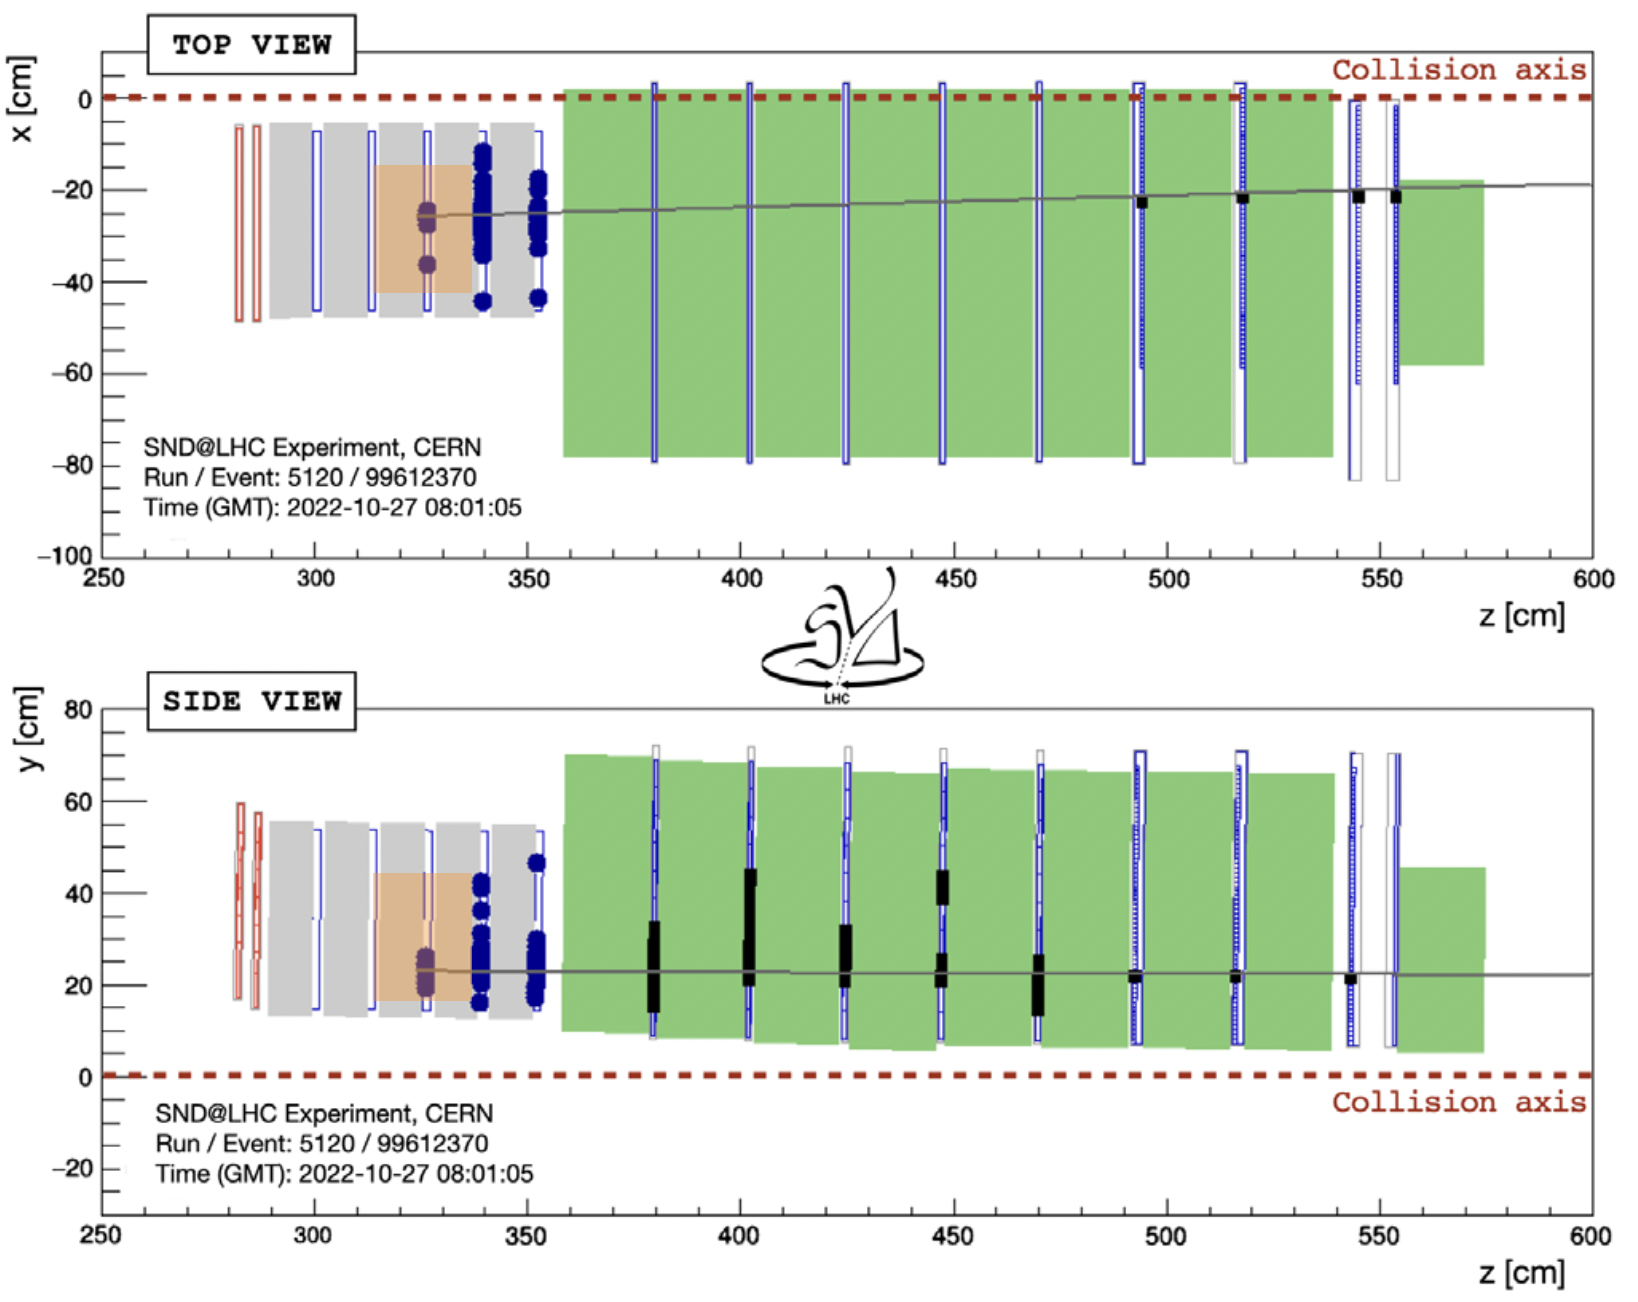 TOP VIEW
x [cm]
Collision axis
0
−20
−40
−60
−80
−100
SND@LHC Experiment, CERN
Run / Event: 5120 / 99612370
Time (GMT): 2022-10-27 08:01:05
250 300 350 400 450 500 550 600
z [cm]
LHC
SIDE VIEW
y [cm]
80
60
40
20
0
−20
Collision axis
SND@LHC Experiment, CERN
Run / Event: 5120 / 99612370
Time (GMT): 2022-10-27 08:01:05
250 300 350 400 450 500 550 600
z [cm]